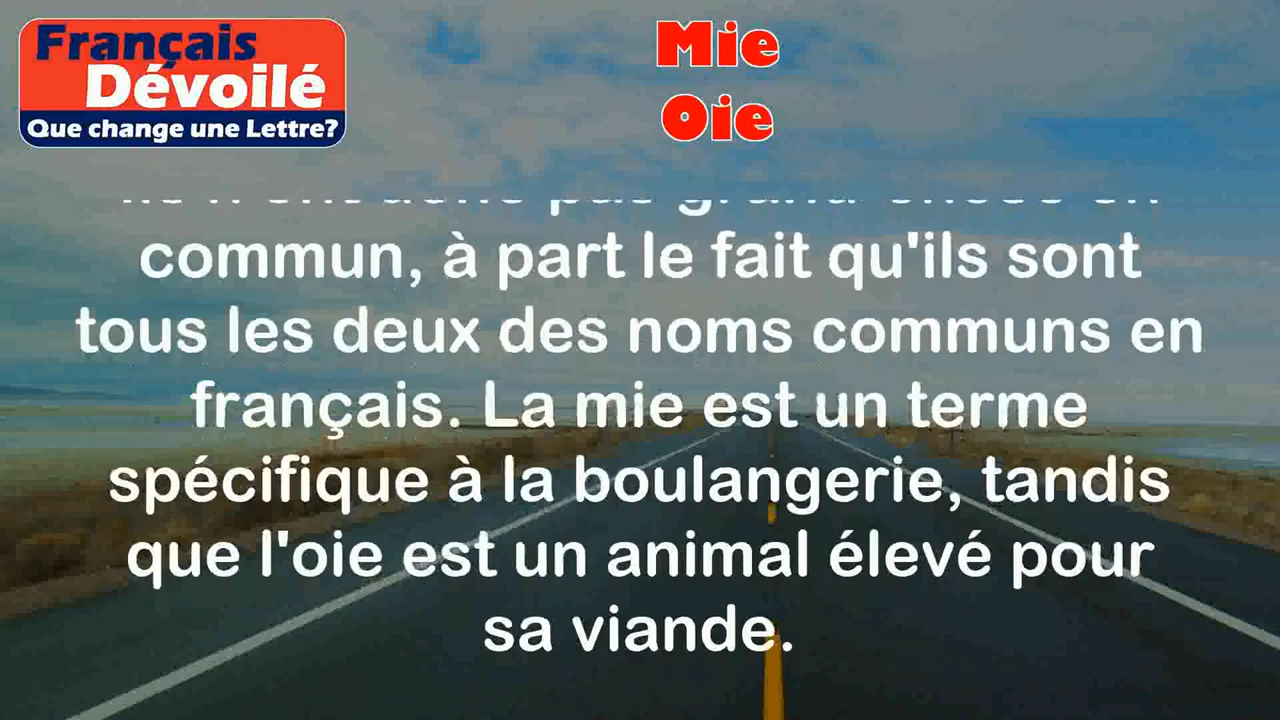 Français
Dévoilé
Que change une Lettre?
Mie
Oie
commun, à part le fait qu'ils sont
tous les deux des noms communs en
français. La mie est un terme
spécifique à la boulangerie, tandis
que l'oie est un animal élevé pour
sa viande.